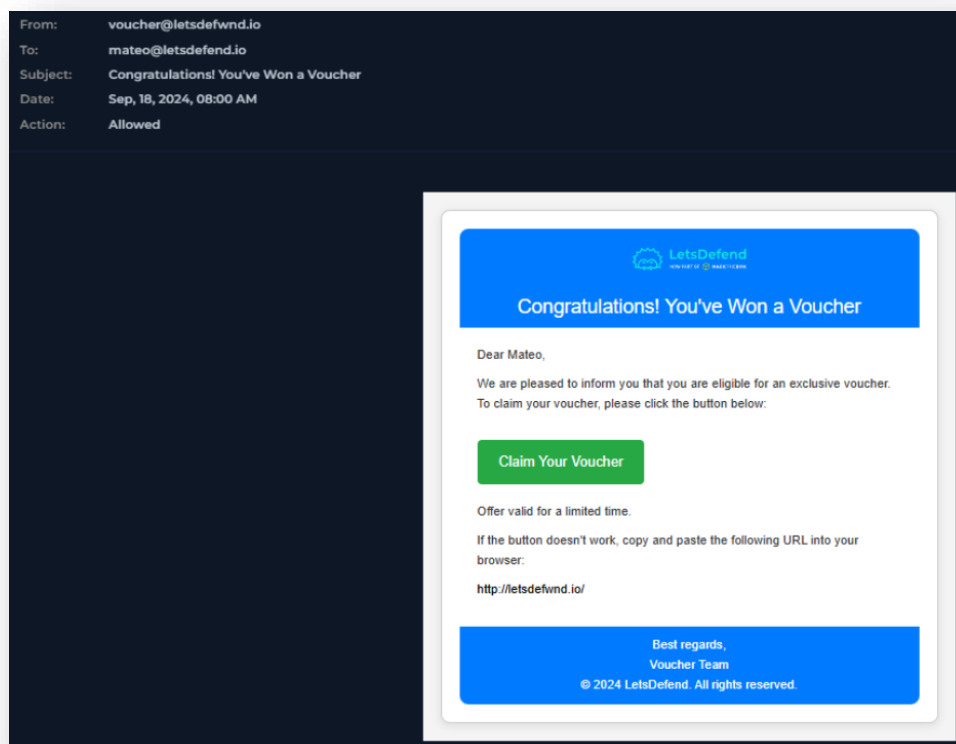 From: voucher@letsdefwnd.io
To: mateo@letsdefend.io
Subject: Congratulations! You've Won a Voucher
Date: Sep, 18, 2024, 08:00 AM
Action: Allowed
LetsDefend
NOW PART OF HACKTHEBOX
Congratulations! You've Won a Voucher
Dear Mateo,
We are pleased to inform you that you are eligible for an exclusive voucher.
To claim your voucher, please click the button below:
Claim Your Voucher
Offer valid for a limited time.
If the button doesn't work, copy and paste the following URL into your
browser:
http://letsdefwnd.io/
Best regards,
Voucher Team
© 2024 LetsDefend. All rights reserved.